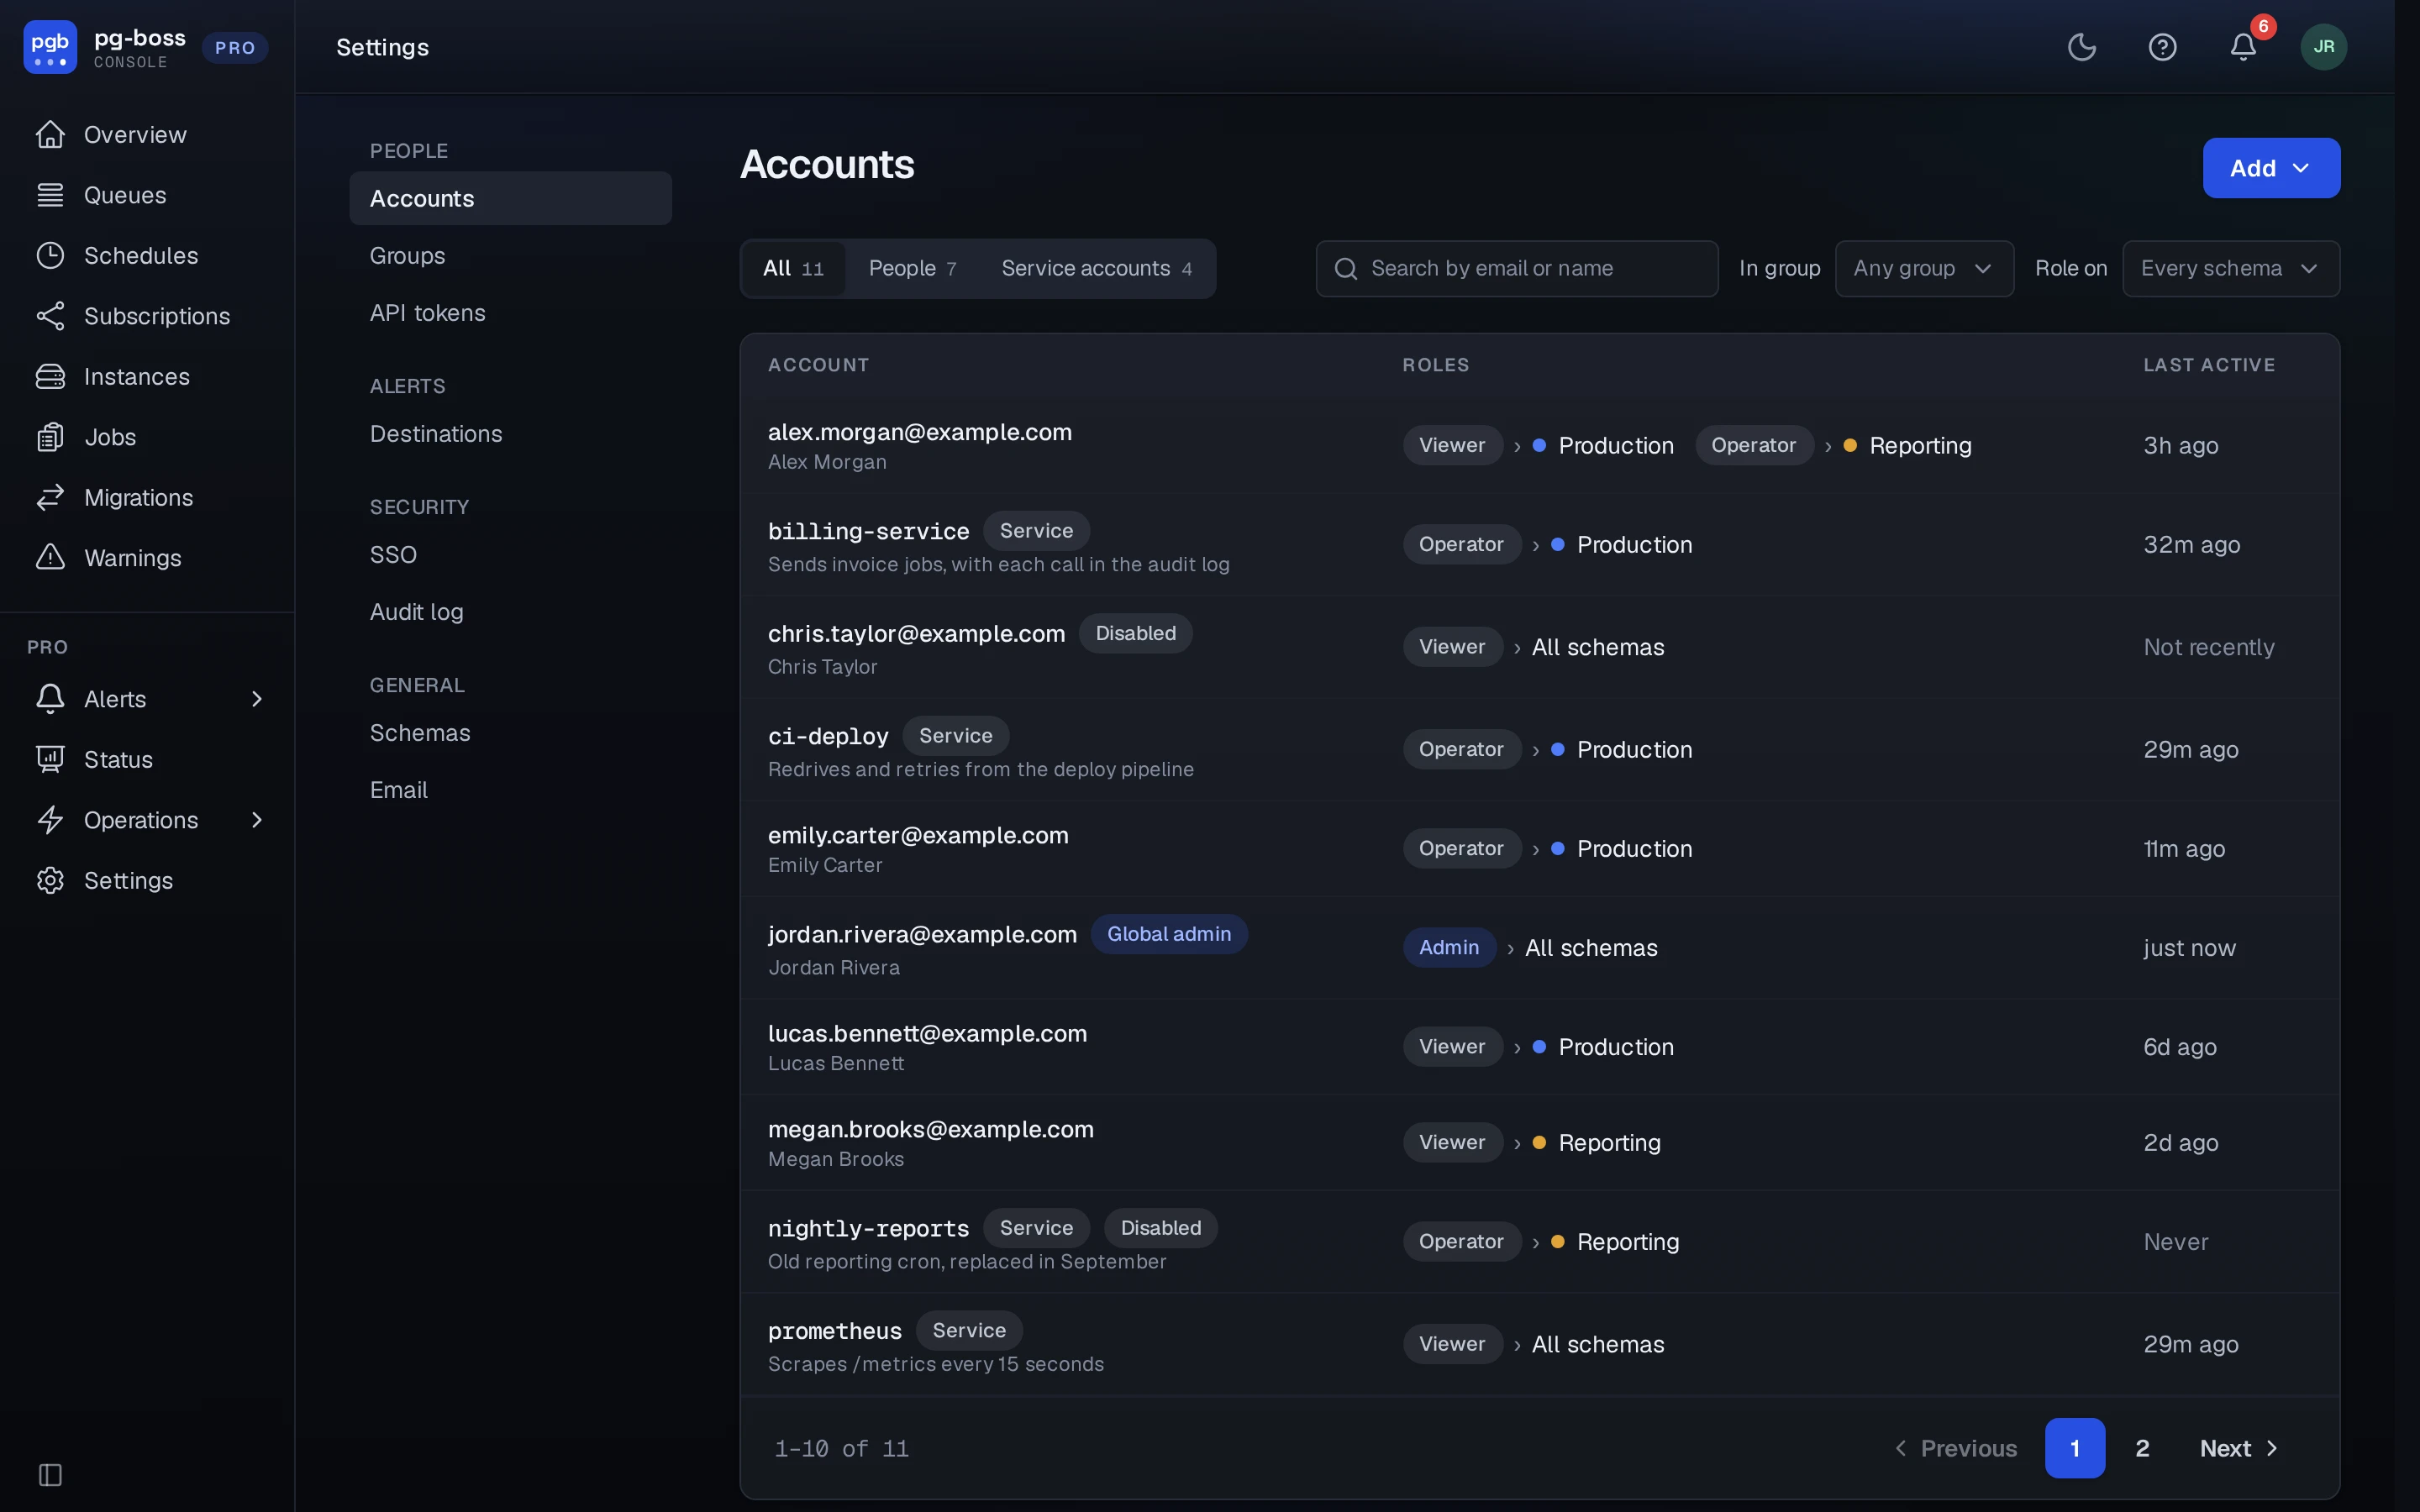 pgb
pg-boss
CONSOLE
PRO
Settings
6
JR
Overview
Queues
Schedules
Subscriptions
Instances
Jobs
Migrations
Warnings
PRO
Alerts
Status
Operations
Settings
PEOPLE
Accounts
Groups
API tokens
ALERTS
Destinations
SECURITY
SSO
Audit log
GENERAL
Schemas
Email
Accounts
Add
All 11 People 7 Service accounts 4
Search by email or name
In group Any group
Role on Every schema
ACCOUNT ROLES LAST ACTIVE
alex.morgan@example.com
Alex Morgan
Viewer › Production Operator › Reporting
3h ago
billing-service Service
Sends invoice jobs, with each call in the audit log
Operator › Production
32m ago
chris.taylor@example.com Disabled
Chris Taylor
Viewer › All schemas
Not recently
ci-deploy Service
Redrives and retries from the deploy pipeline
Operator › Production
29m ago
emily.carter@example.com
Emily Carter
Operator › Production
11m ago
jordan.rivera@example.com Global admin
Jordan Rivera
Admin › All schemas
just now
lucas.bennett@example.com
Lucas Bennett
Viewer › Production
6d ago
megan.brooks@example.com
Megan Brooks
Viewer › Reporting
2d ago
nightly-reports Service Disabled
Old reporting cron, replaced in September
Operator › Reporting
Never
prometheus Service
Scrapes /metrics every 15 seconds
Viewer › All schemas
29m ago
1–10 of 11
Previous 1 2 Next